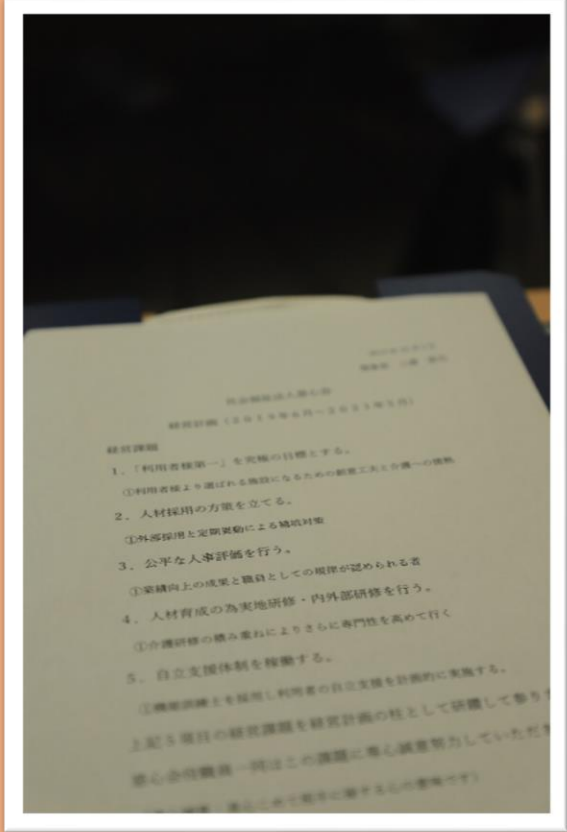 社会福祉法人
経営計画（2019年6月～2021年5月）
経営課題
1．「利用者様第一」を究極の目標とする。
①利用者様より選ばれる施設になるための創意工夫と介護への情熱
2．人材採用の方策を立てる。
①外部採用と定期異動による補填対策
3．公平な人事評価を行う。
①業績向上の成果と職員としての規律が認められる者
4．人材育成の為実地研修・内外部研修を行う。
①介護研修の積み重ねによりさらに専門性を高めて行く
5．自立支援体制を稼働する。
①機能訓練士を採用し利用者の自立支援を計画的に実施する。
上記5項目の経営課題を経営計画の柱として研鑽して参り
心会役職員一同はこの課題に専心誠意努力していただき